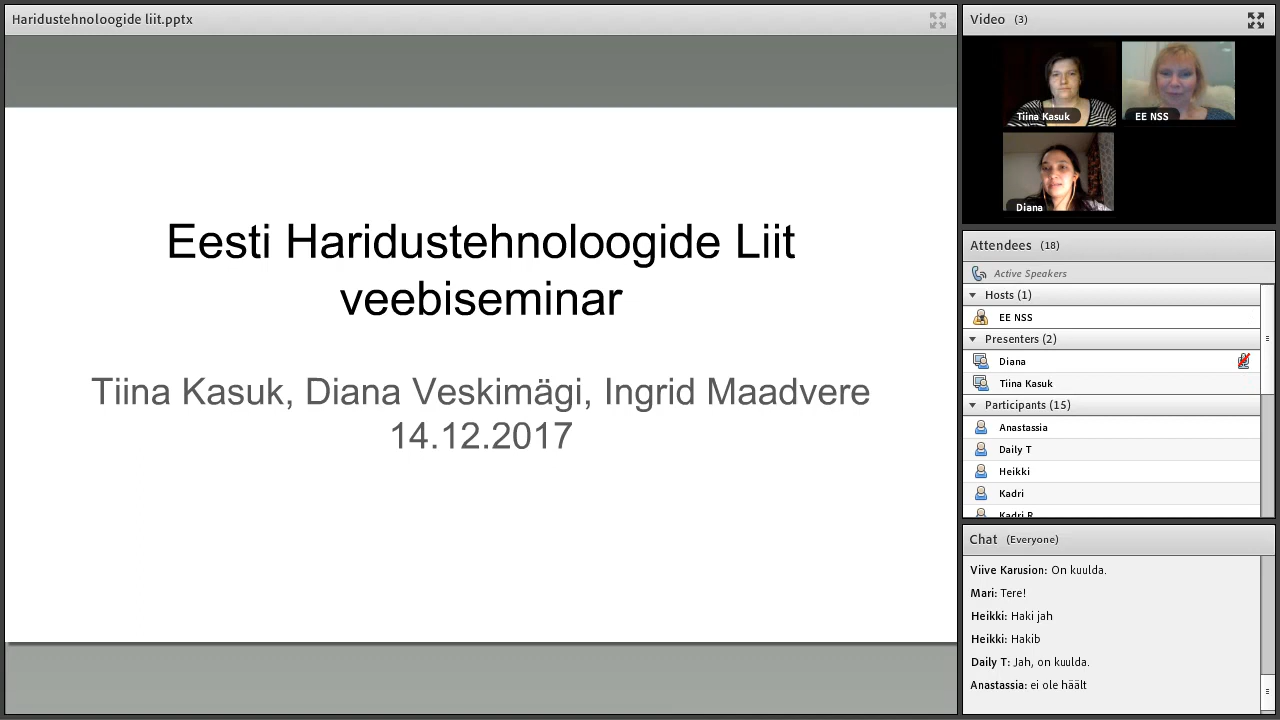 Haridustehnoloogide liit.pptx
Eesti Haridustehnoloogide Liit
veebiseminar
Tiina Kasuk, Diana Veskimägi, Ingrid Maadvere
14.12.2017
Video (3)
Tiina Kasuk
EE NSS
Diana
Attendees (18)
Active Speakers
Hosts (1)
EE NSS
Presenters (2)
Diana
Tiina Kasuk
Participants (15)
Anastassia
Daily T
Heikki
Kadri
Kadri R
Chat (Everyone)
Viive Karusion: On kuulda.
Mari: Tere!
Heikki: Haki jah
Heikki: Hakib
Daily T: Jah, on kuulda.
Anastassia: ei ole häält